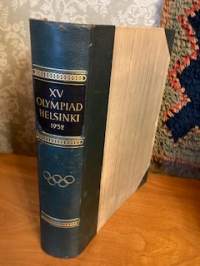 XV
OLYMPIAD
HELSINKI
1952